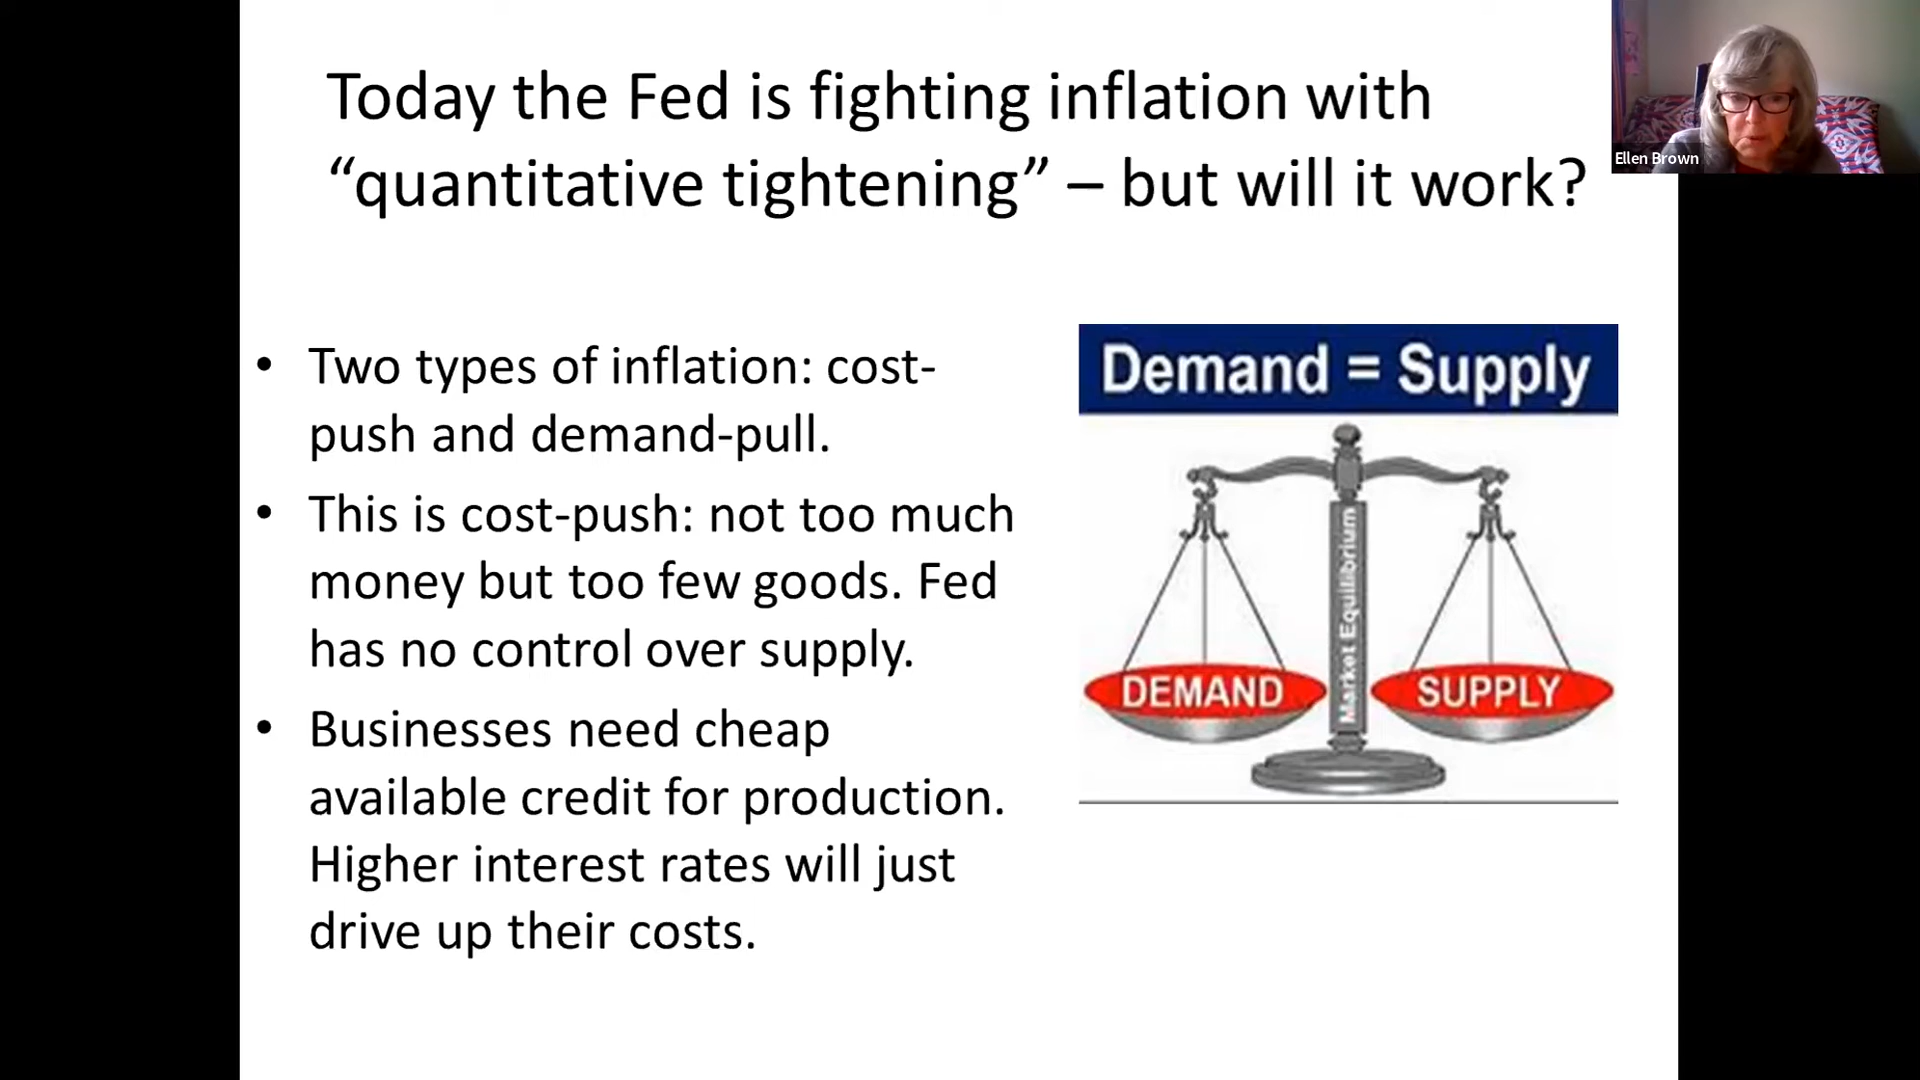 Today the Fed is fighting inflation with
“quantitative tightening” – but will it work?
Ellen Brown
• Two types of inflation: cost-
push and demand-pull.
• This is cost-push: not too much
money but too few goods. Fed
has no control over supply.
• Businesses need cheap
available credit for production.
Higher interest rates will just
drive up their costs.
Demand = Supply
Market Equilibrium
DEMAND
SUPPLY